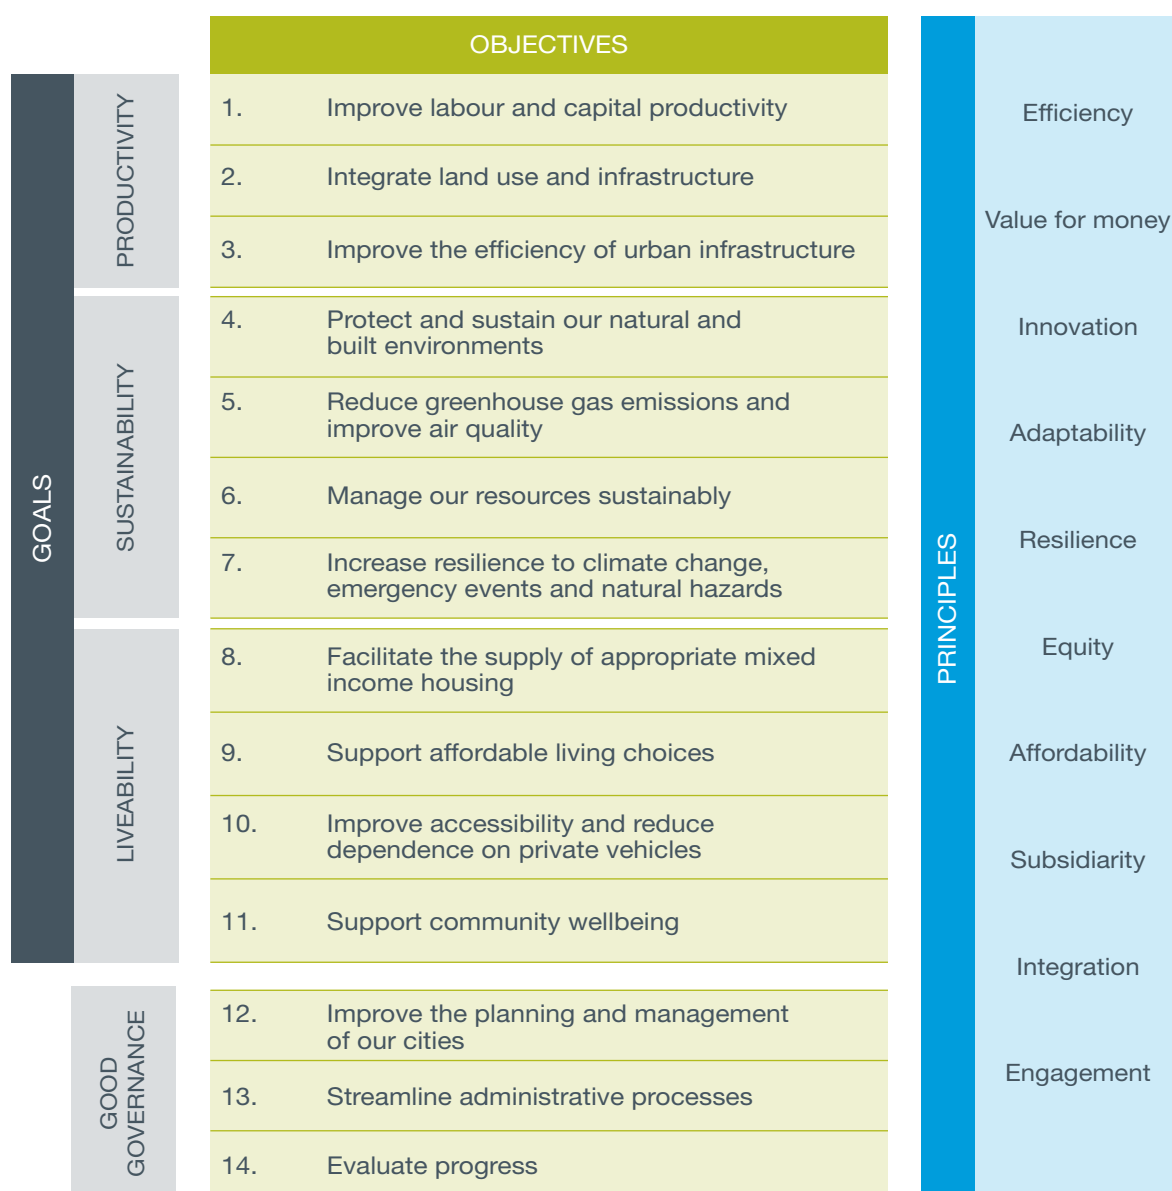 OBJECTIVES
GOALS
PRODUCTIVITY
1. Improve labour and capital productivity
2. Integrate land use and infrastructure
3. Improve the efficiency of urban infrastructure
SUSTAINABILITY
4. Protect and sustain our natural and
built environments
5. Reduce greenhouse gas emissions and
improve air quality
6. Manage our resources sustainably
7. Increase resilience to climate change,
emergency events and natural hazards
LIVEABILITY
8. Facilitate the supply of appropriate mixed
income housing
9. Support affordable living choices
10. Improve accessibility and reduce
dependence on private vehicles
11. Support community wellbeing
GOOD
GOVERNANCE
12. Improve the planning and management
of our cities
13. Streamline administrative processes
14. Evaluate progress
PRINCIPLES
Efficiency
Value for money
Innovation
Adaptability
Resilience
Equity
Affordability
Subsidiarity
Integration
Engagement